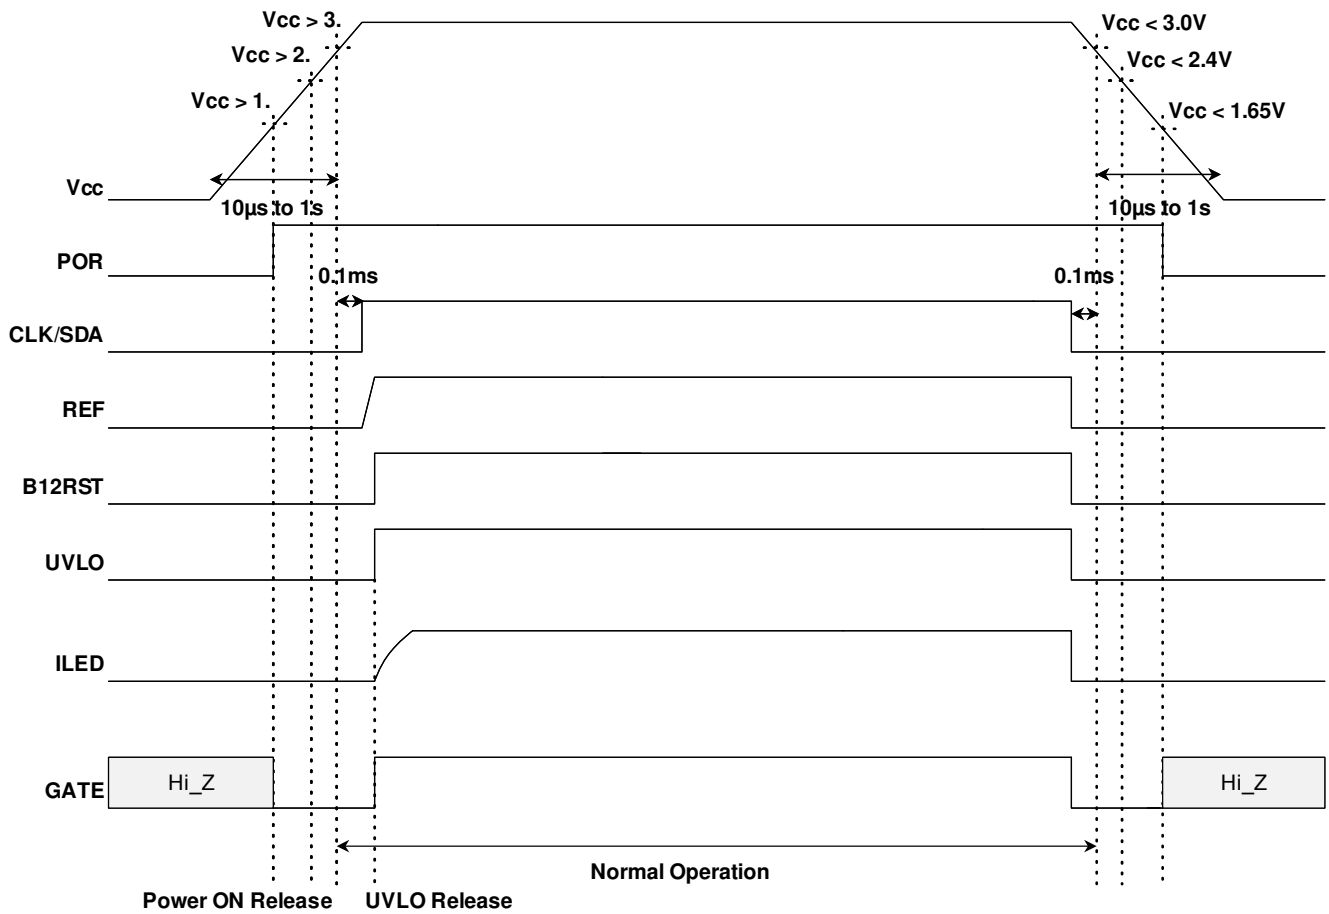 Vcc > 3.
Vcc < 3.0V
Vcc > 2.
Vcc < 2.4V
Vcc > 1.
Vcc < 1.65V
Vcc
10µs to 1s
10µs to 1s
POR
0.1ms
0.1ms
CLK/SDA
REF
B12RST
UVLO
ILED
GATE
Hi_Z
Hi_Z
Normal Operation
Power ON Release
UVLO Release